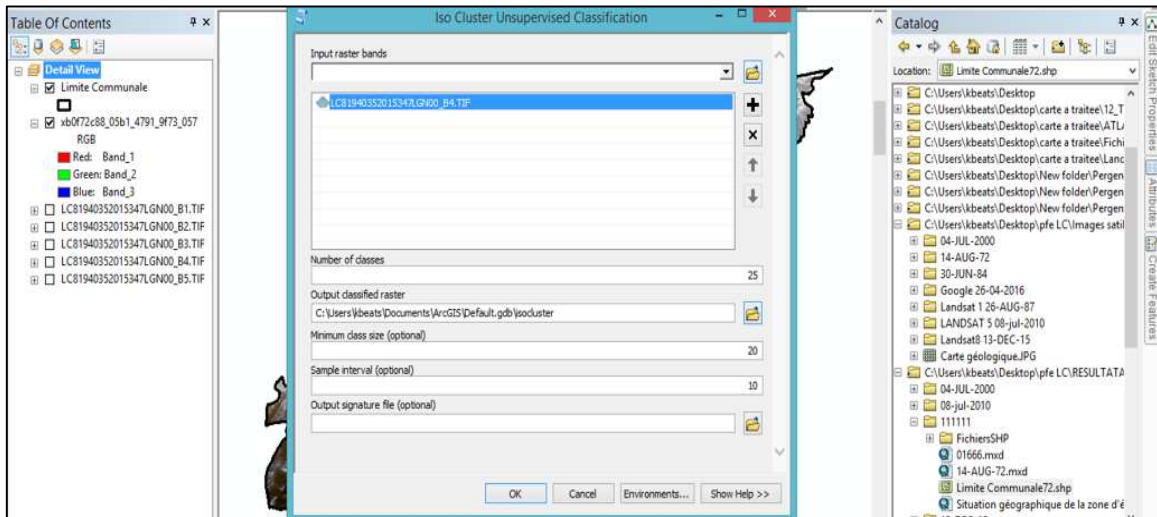 Table Of Contents
Detail View
Limite Communale
xb0f72c88_05b1_4791_9f73_057
RGB
Red: Band_1
Green: Band_2
Blue: Band_3
LC81940352015347LGN00_B1.TIF
LC81940352015347LGN00_B2.TIF
LC81940352015347LGN00_B3.TIF
LC81940352015347LGN00_B4.TIF
LC81940352015347LGN00_B5.TIF
Iso Cluster Unsupervised Classification
Input raster bands
LC81940352015347LGN00_B4.TIF
Number of classes
25
Output classified raster
C:\Users\kbeats\Documents\ArcGIS\Default.gdb\isocluster
Minimum class size (optional)
20
Sample interval (optional)
10
Output signature file (optional)
OK
Cancel
Environments...
Show Help >>
Catalog
Location: Limite Communale72.shp
C:\Users\kbeats\Desktop
C:\Users\kbeats\Desktop\carte a traitee\12_T
C:\Users\kbeats\Desktop\carte a traitee\ATL
C:\Users\kbeats\Desktop\carte a traitee\Fichi
C:\Users\kbeats\Desktop\carte a traitee\Lanc
C:\Users\kbeats\Desktop\New folder\Pergen
C:\Users\kbeats\Desktop\New folder\Pergen
C:\Users\kbeats\Desktop\pfe LC\Images satil
04-JUL-2000
14-AUG-72
30-JUN-84
Google 26-04-2016
Landsat 1 26-AUG-87
LANDSAT 5 08-jul-2010
Landsat8 13-DEC-15
Carte géologique.JPG
C:\Users\kbeats\Desktop\pfe LC\RESULTATA
04-JUL-2000
08-jul-2010
111111
FichiersSHP
01666.mxd
14-AUG-72.mxd
Limite Communale72.shp
Situation géographique de la zone d'é
Edit Sketch Properties
Attributes
Create Features